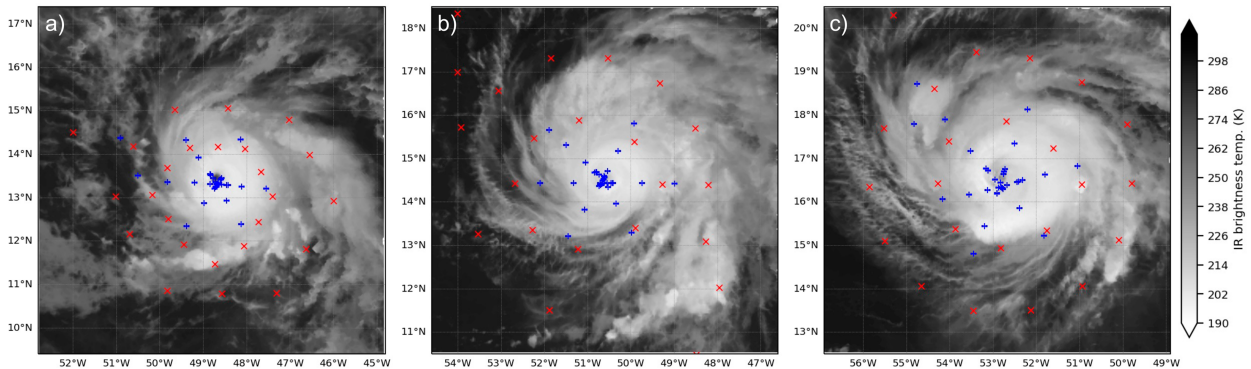 a)
17°N
16°N
15°N
14°N
13°N
12°N
11°N
10°N
52°W 51°W 50°W 49°W 48°W 47°W 46°W 45°W
b)
18°N
17°N
16°N
15°N
14°N
13°N
12°N
11°N
54°W 53°W 52°W 51°W 50°W 49°W 48°W 47°W
c)
20°N
19°N
18°N
17°N
16°N
15°N
14°N
13°N
56°W 55°W 54°W 53°W 52°W 51°W 50°W 49°W
298
286
274
262
250
238
226
214
202
190
IR brightness temp. (K)